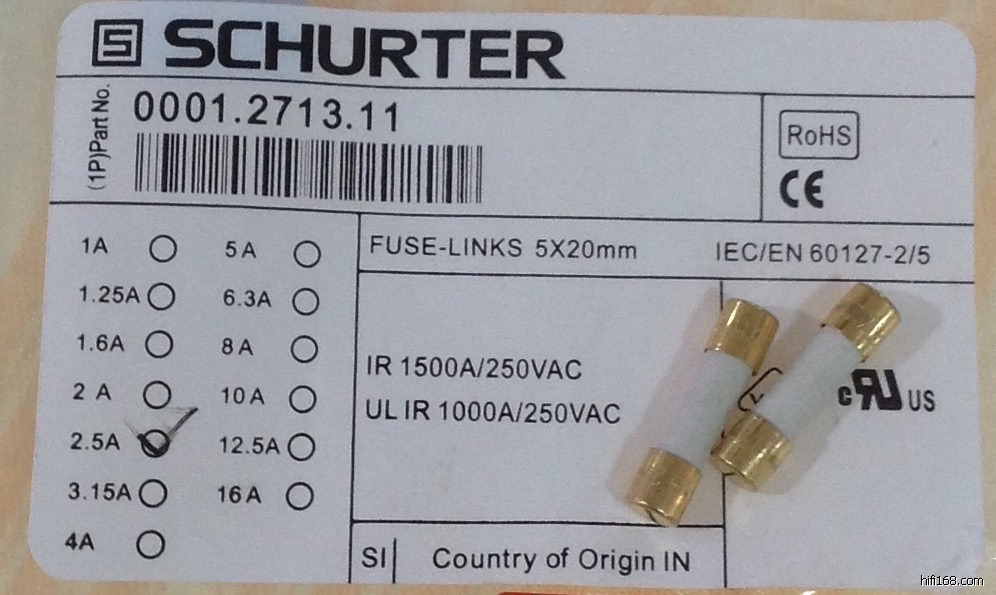 S SCHURTER
(1P)Part No.
0001.2713.11
RoHS
CE
1A
5A
1.25A
6.3A
1.6A
8A
2A
10A
2.5A
12.5A
3.15A
16A
4A
FUSE-LINKS 5X20mm
IEC/EN 60127-2/5
IR 1500A/250VAC
UL IR 1000A/250VAC
c RU US
SI
Country of Origin IN
hifi168.com